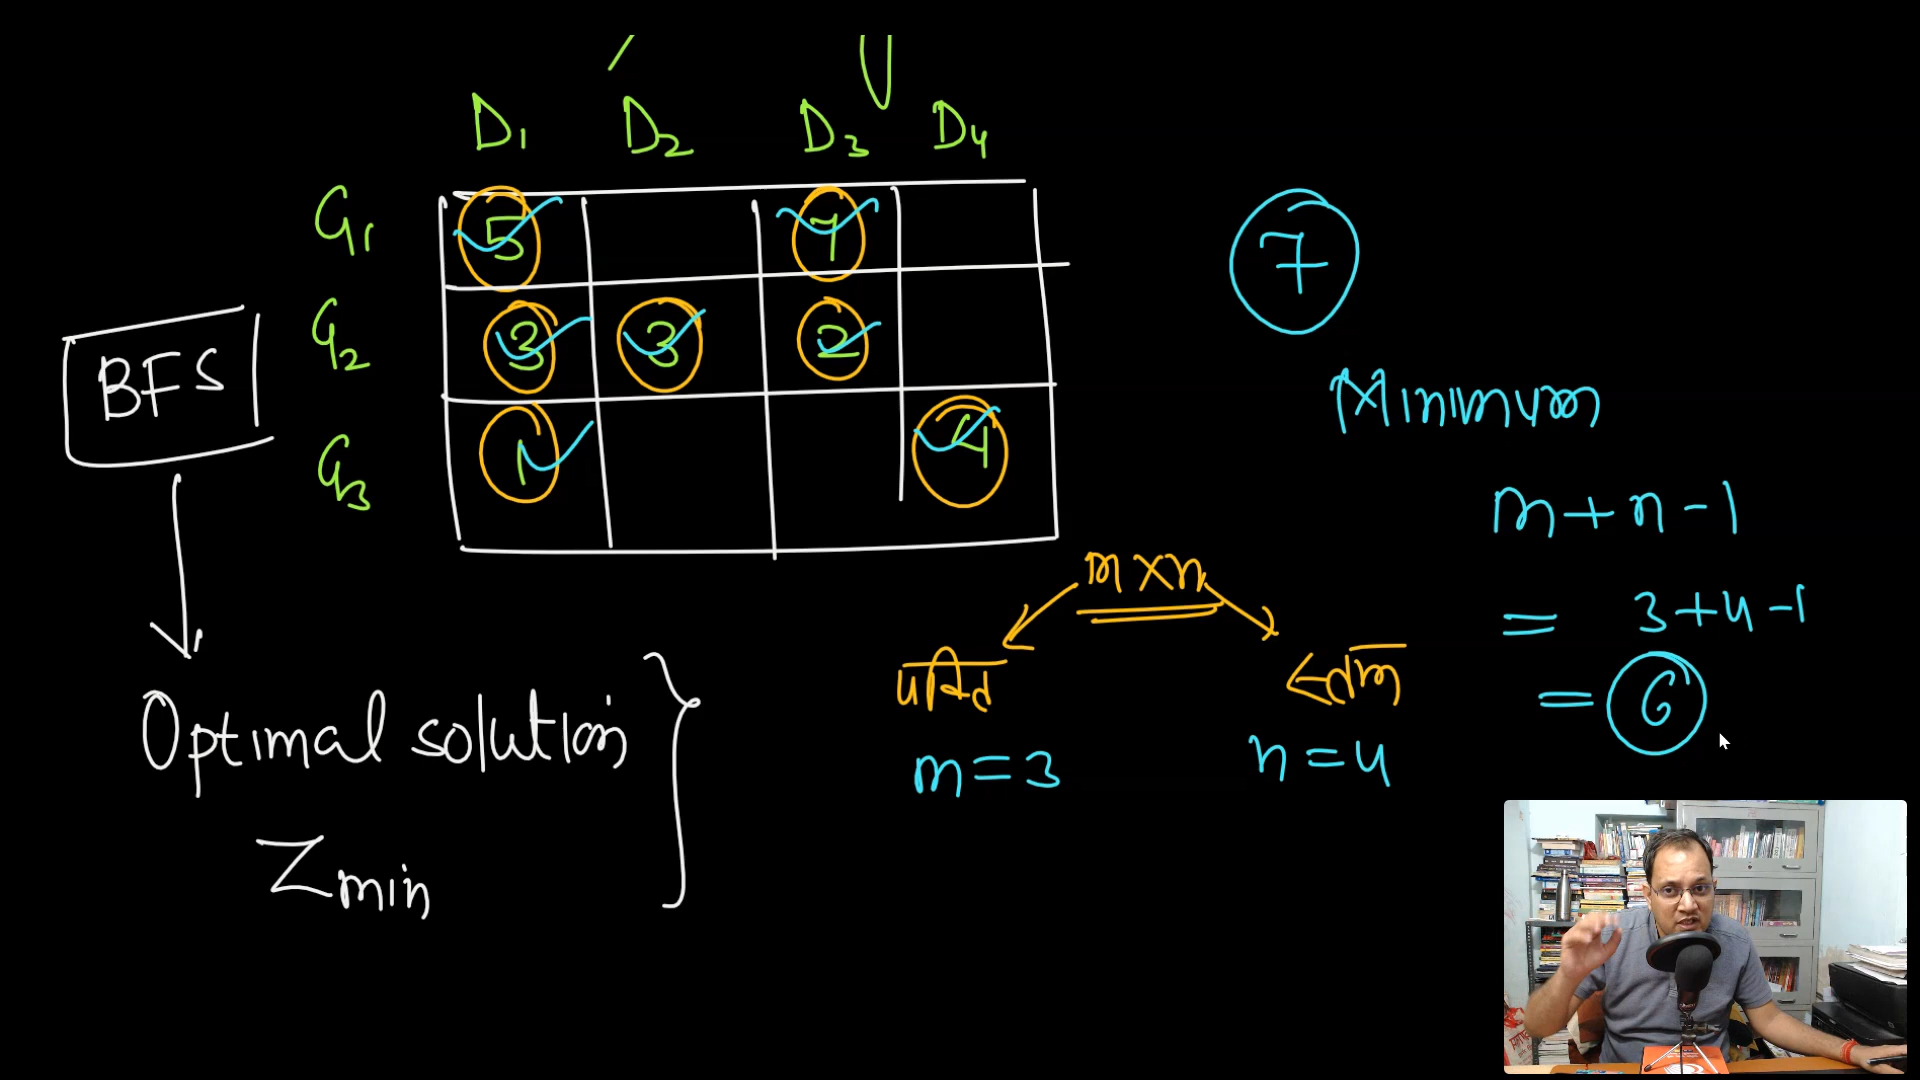 D1 D2 D3 D4
G1 5 7
G2 3 3 2
G3 1 4
BFS
Optimal solution
Zmin
7
Minimum
m+n-1
= 3+4-1
= 6
m×n
पंक्ति
स्तम्भ
m=3
n=4